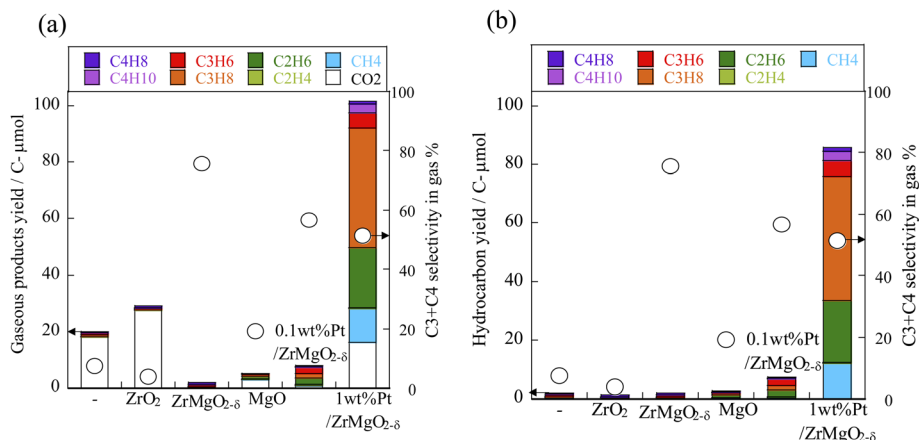 (a)
C4H8 C3H6 C2H6 CH4
C4H10 C3H8 C2H4 CO2
Gaseous products yield / C- μmol
100
80
60
40
20
0
100
80
60
40
20
0
C3+C4 selectivity in gas %
0.1wt%Pt
/ZrMgO2-δ
- ZrO2 ZrMgO2-δ MgO 1wt%Pt
/ZrMgO2-δ
(b)
C4H8 C3H6 C2H6 CH4
C4H10 C3H8 C2H4
Hydrocarbon yield / C- μmol
100
80
60
40
20
0
100
80
60
40
20
0
C3+C4 selectivity in gas %
0.1wt%Pt
/ZrMgO2-δ
- ZrO2 ZrMgO2-δ MgO 1wt%Pt
/ZrMgO2-δ